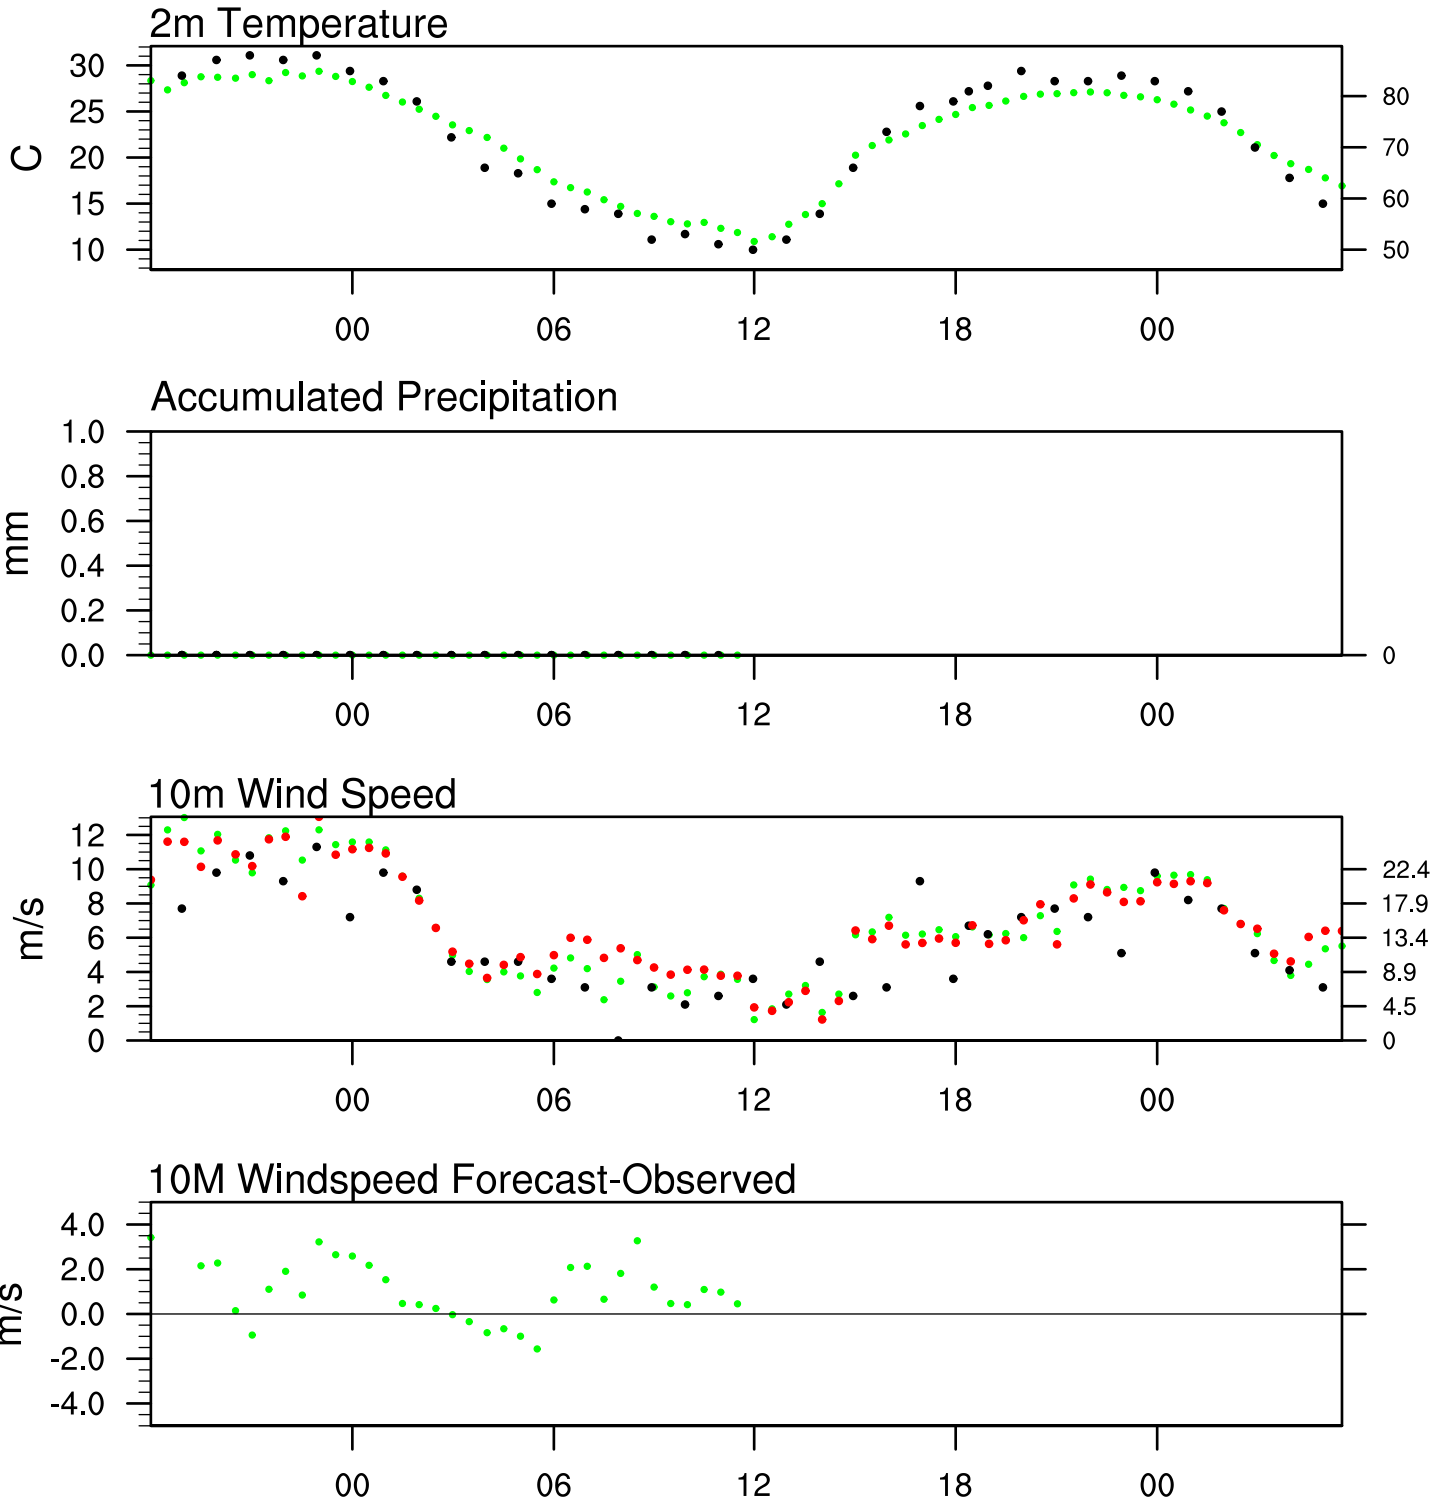 2m Temperature
30
25
20
15
10
C
80
70
60
50
00 06 12 18 00
Accumulated Precipitation
1.0
0.8
0.6
0.4
0.2
0.0
mm
0
00 06 12 18 00
10m Wind Speed
12
10
8
6
4
2
0
m/s
22.4
17.9
13.4
8.9
4.5
0
00 06 12 18 00
10M Windspeed Forecast-Observed
4.0
2.0
0.0
-2.0
-4.0
m/s
00 06 12 18 00